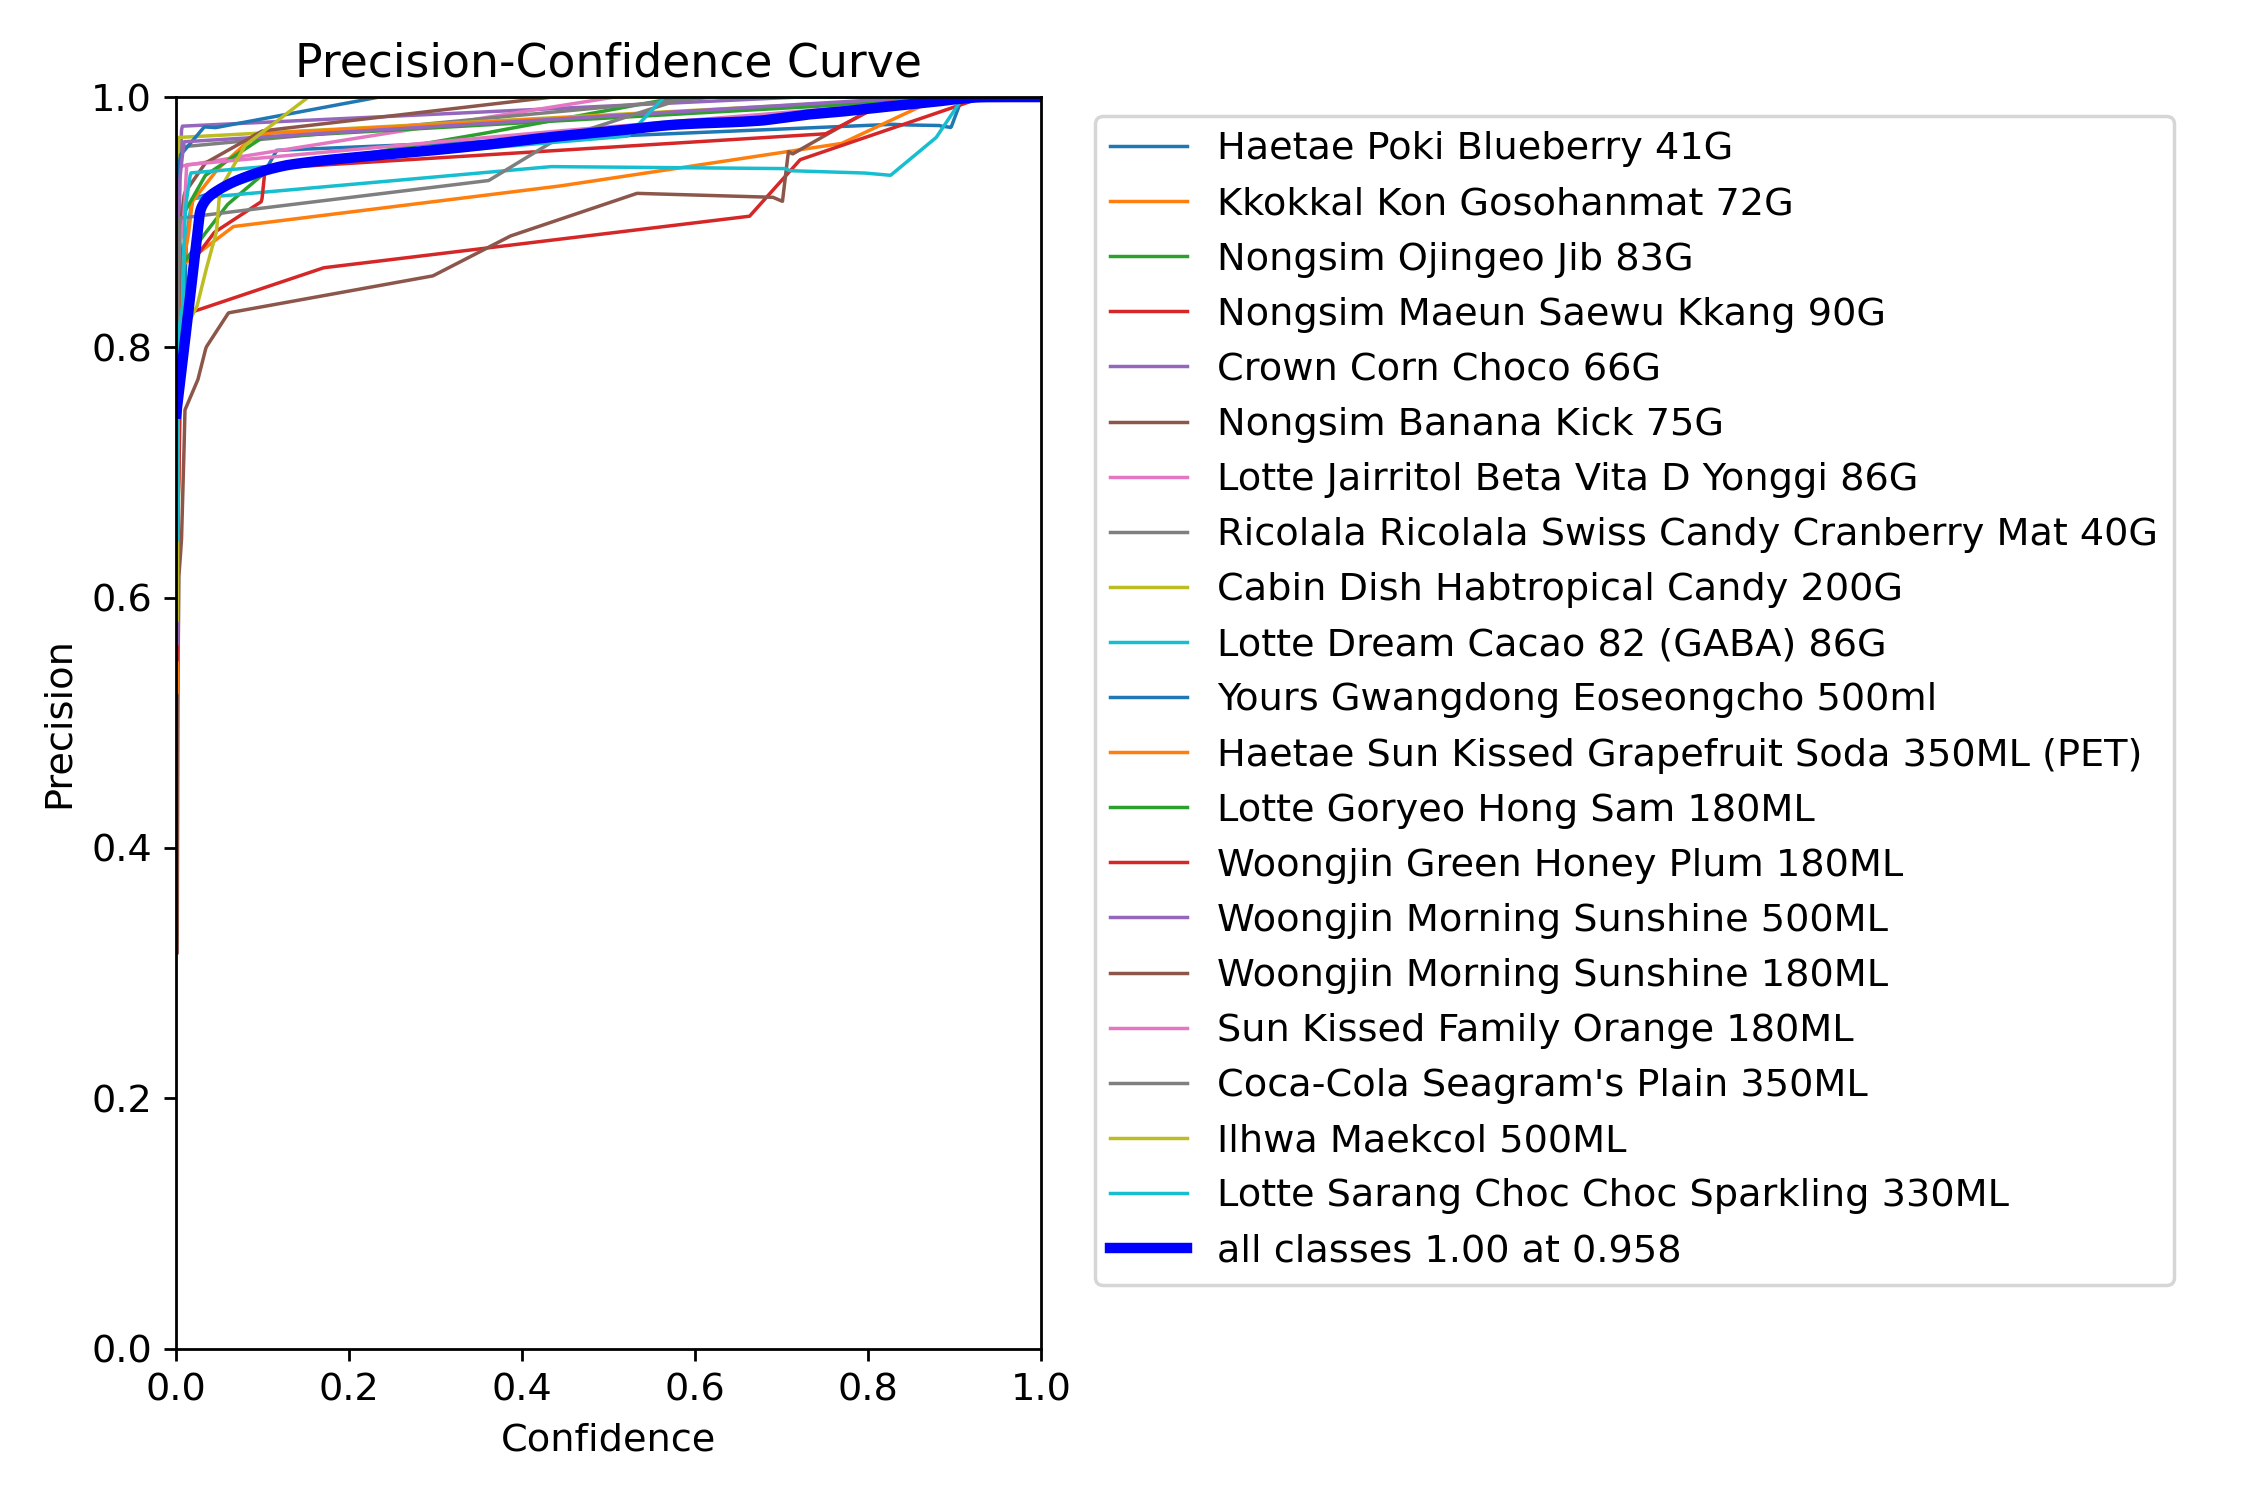 Precision-Confidence Curve
1.0
0.8
0.6
0.4
0.2
0.0
Precision
0.0 0.2 0.4 0.6 0.8 1.0
Confidence
Haetae Poki Blueberry 41G
Kkokkal Kon Gosohanmat 72G
Nongsim Ojingeo Jib 83G
Nongsim Maeun Saewu Kkang 90G
Crown Corn Choco 66G
Nongsim Banana Kick 75G
Lotte Jairritol Beta Vita D Yonggi 86G
Ricolala Ricolala Swiss Candy Cranberry Mat 40G
Cabin Dish Habtropical Candy 200G
Lotte Dream Cacao 82 (GABA) 86G
Yours Gwangdong Eoseongcho 500ml
Haetae Sun Kissed Grapefruit Soda 350ML (PET)
Lotte Goryeo Hong Sam 180ML
Woongjin Green Honey Plum 180ML
Woongjin Morning Sunshine 500ML
Woongjin Morning Sunshine 180ML
Sun Kissed Family Orange 180ML
Coca-Cola Seagram's Plain 350ML
Ilhwa Maekcol 500ML
Lotte Sarang Choc Choc Sparkling 330ML
all classes 1.00 at 0.958